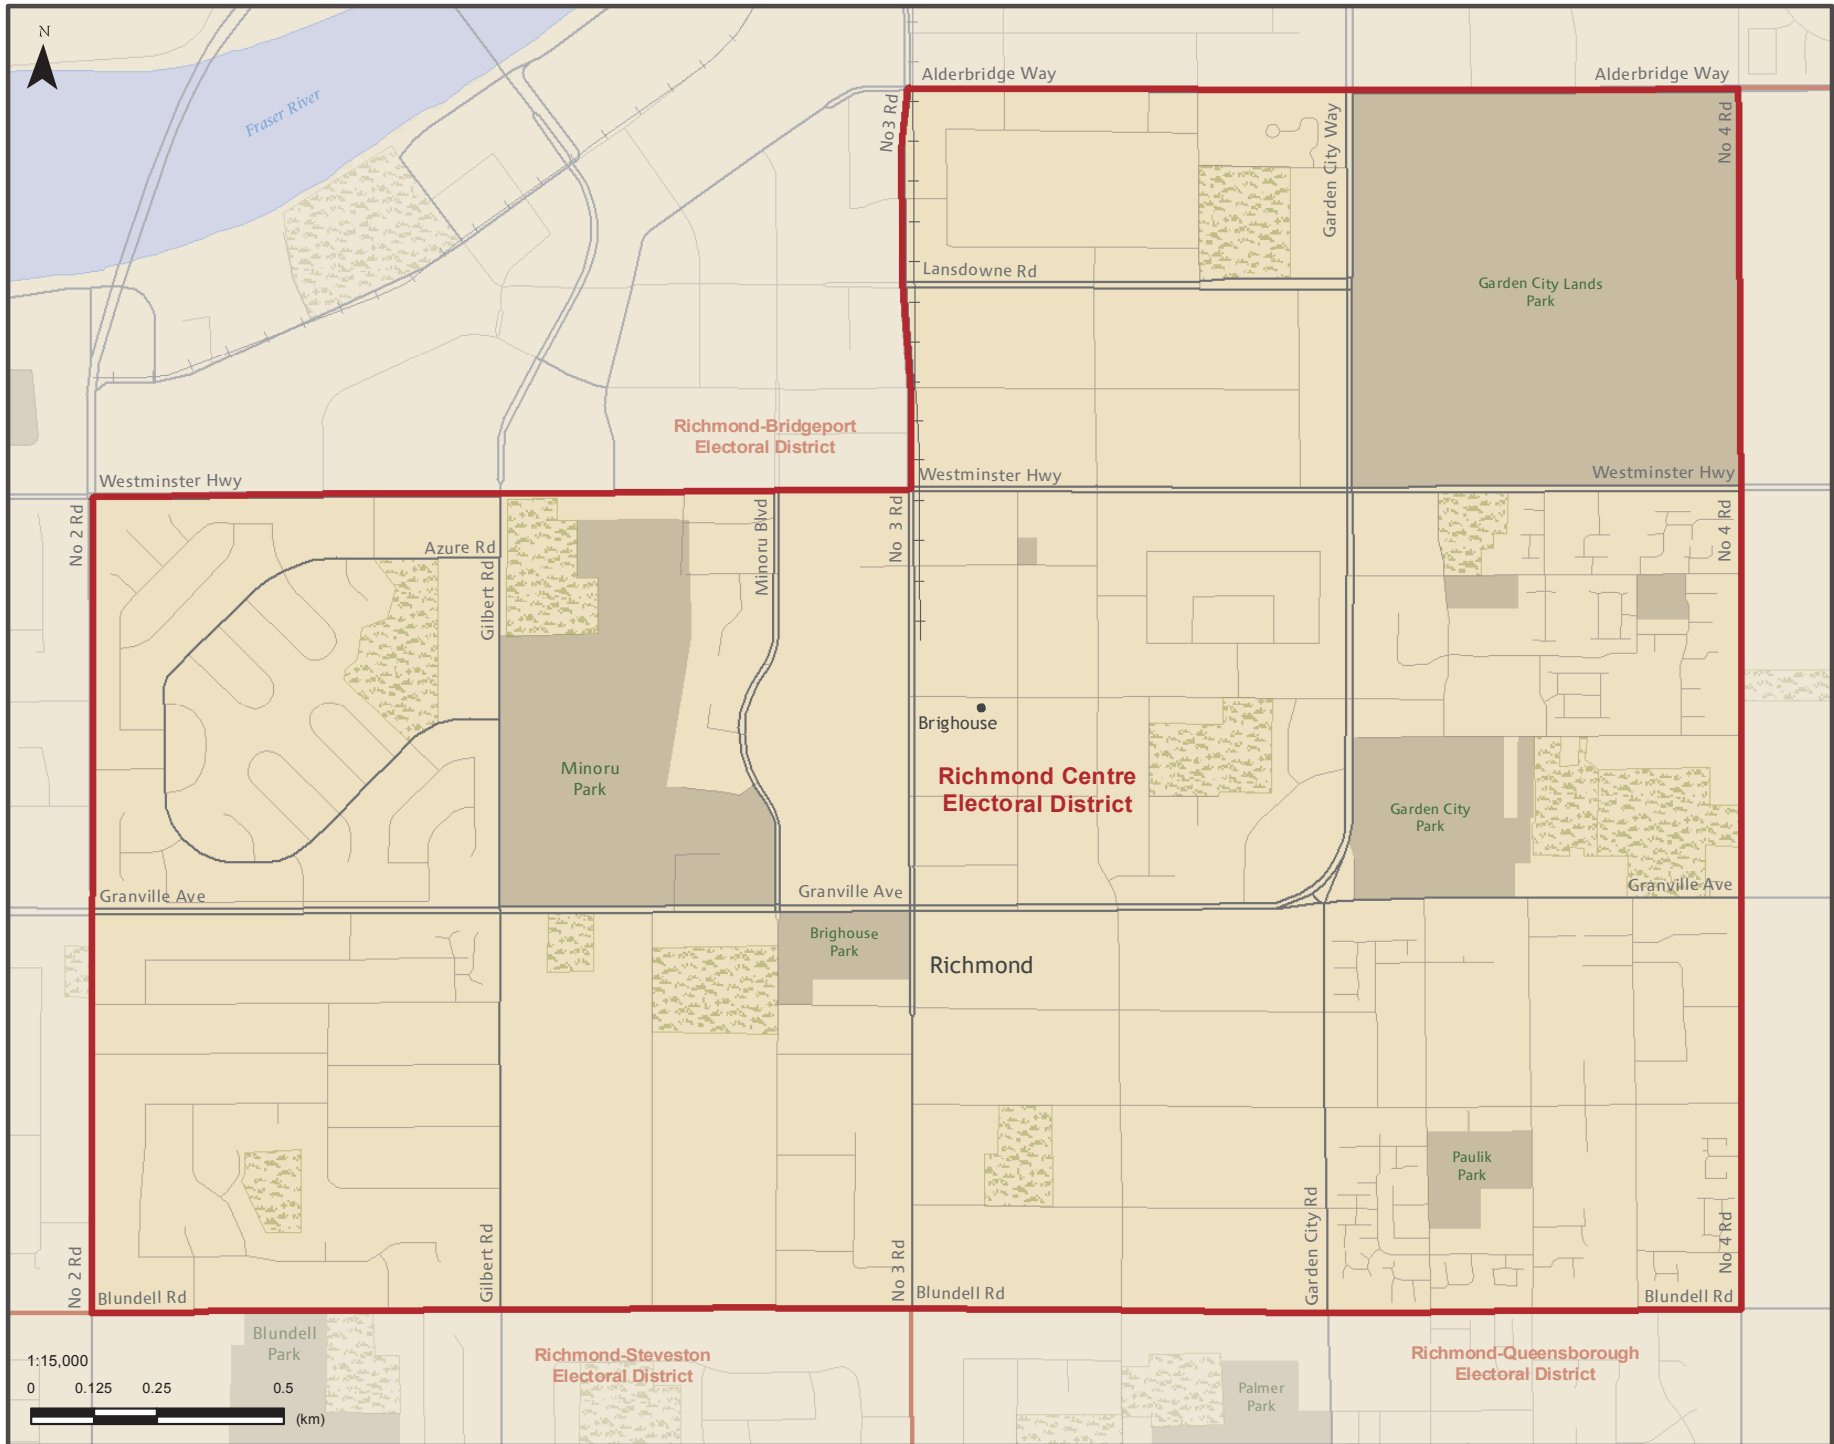 N
Alderbridge Way
Alderbridge Way
Fraser River
No 3 Rd
Garden City Way
No 4 Rd
Lansdowne Rd
Garden City Lands
Park
Richmond-Bridgeport
Electoral District
Westminster Hwy
Westminster Hwy
Westminster Hwy
No 2 Rd
Azure Rd
Gilbert Rd
Minoru Blvd
No 3 Rd
No 4 Rd
Brighouse
Minoru
Park
Richmond Centre
Electoral District
Garden City
Park
Granville Ave
Granville Ave
Granville Ave
Brighouse
Park
Richmond
Paulik
Park
No 2 Rd
Gilbert Rd
No 3 Rd
Garden City Rd
No 4 Rd
Blundell Rd
Blundell Rd
Blundell Rd
Blundell
Park
Richmond-Steveston
Electoral District
Richmond-Queensborough
Electoral District
Palmer
Park
1:15,000
0 0.125 0.25 0.5
(km)